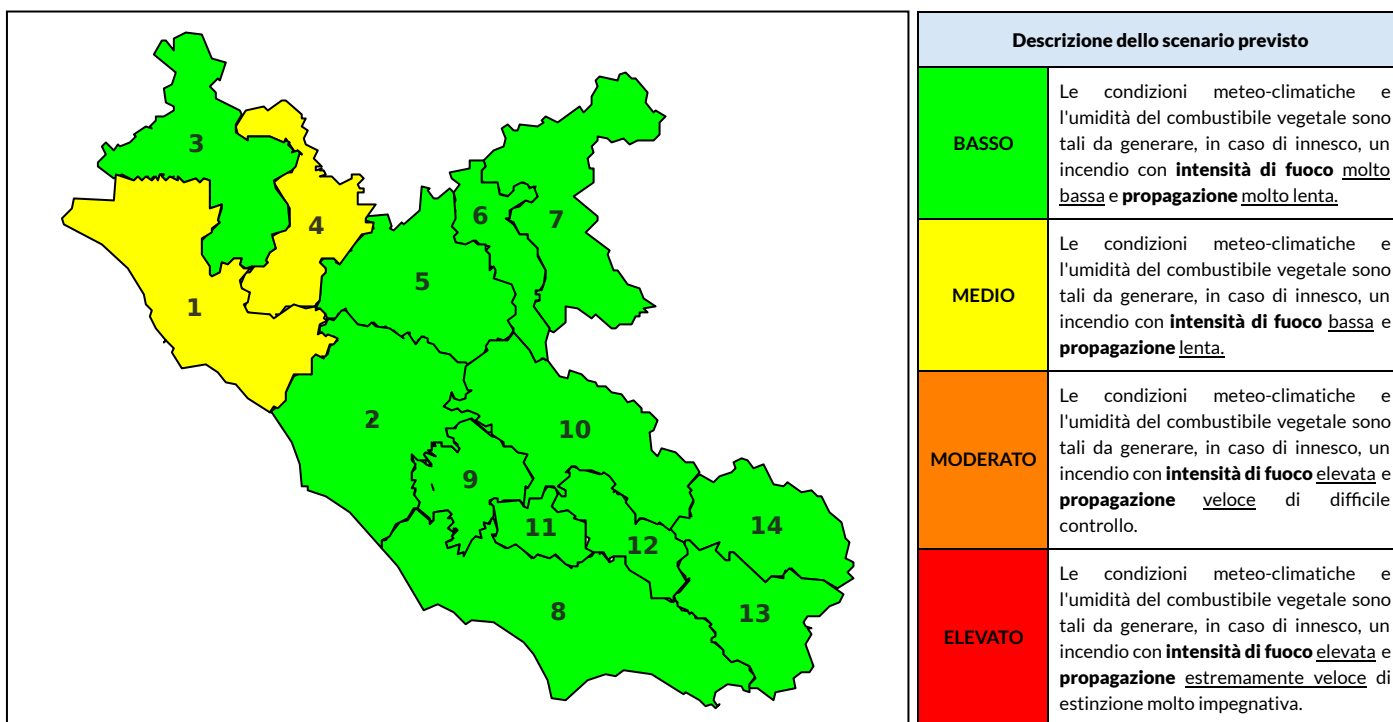 3
4
6
7
5
1
2
10
9
11
12
14
8
13
Descrizione dello scenario previsto
BASSO
Le condizioni meteo-climatiche e
l'umidità del combustibile vegetale sono
tali da generare, in caso di innesco, un
incendio con intensità di fuoco molto
bassa e propagazione molto lenta.
MEDIO
Le condizioni meteo-climatiche e
l'umidità del combustibile vegetale sono
tali da generare, in caso di innesco, un
incendio con intensità di fuoco bassa e
propagazione lenta.
MODERATO
Le condizioni meteo-climatiche e
l'umidità del combustibile vegetale sono
tali da generare, in caso di innesco, un
incendio con intensità di fuoco elevata e
propagazione veloce di difficile
controllo.
ELEVATO
Le condizioni meteo-climatiche e
l'umidità del combustibile vegetale sono
tali da generare, in caso di innesco, un
incendio con intensità di fuoco elevata e
propagazione estremamente veloce di
estinzione molto impegnativa.